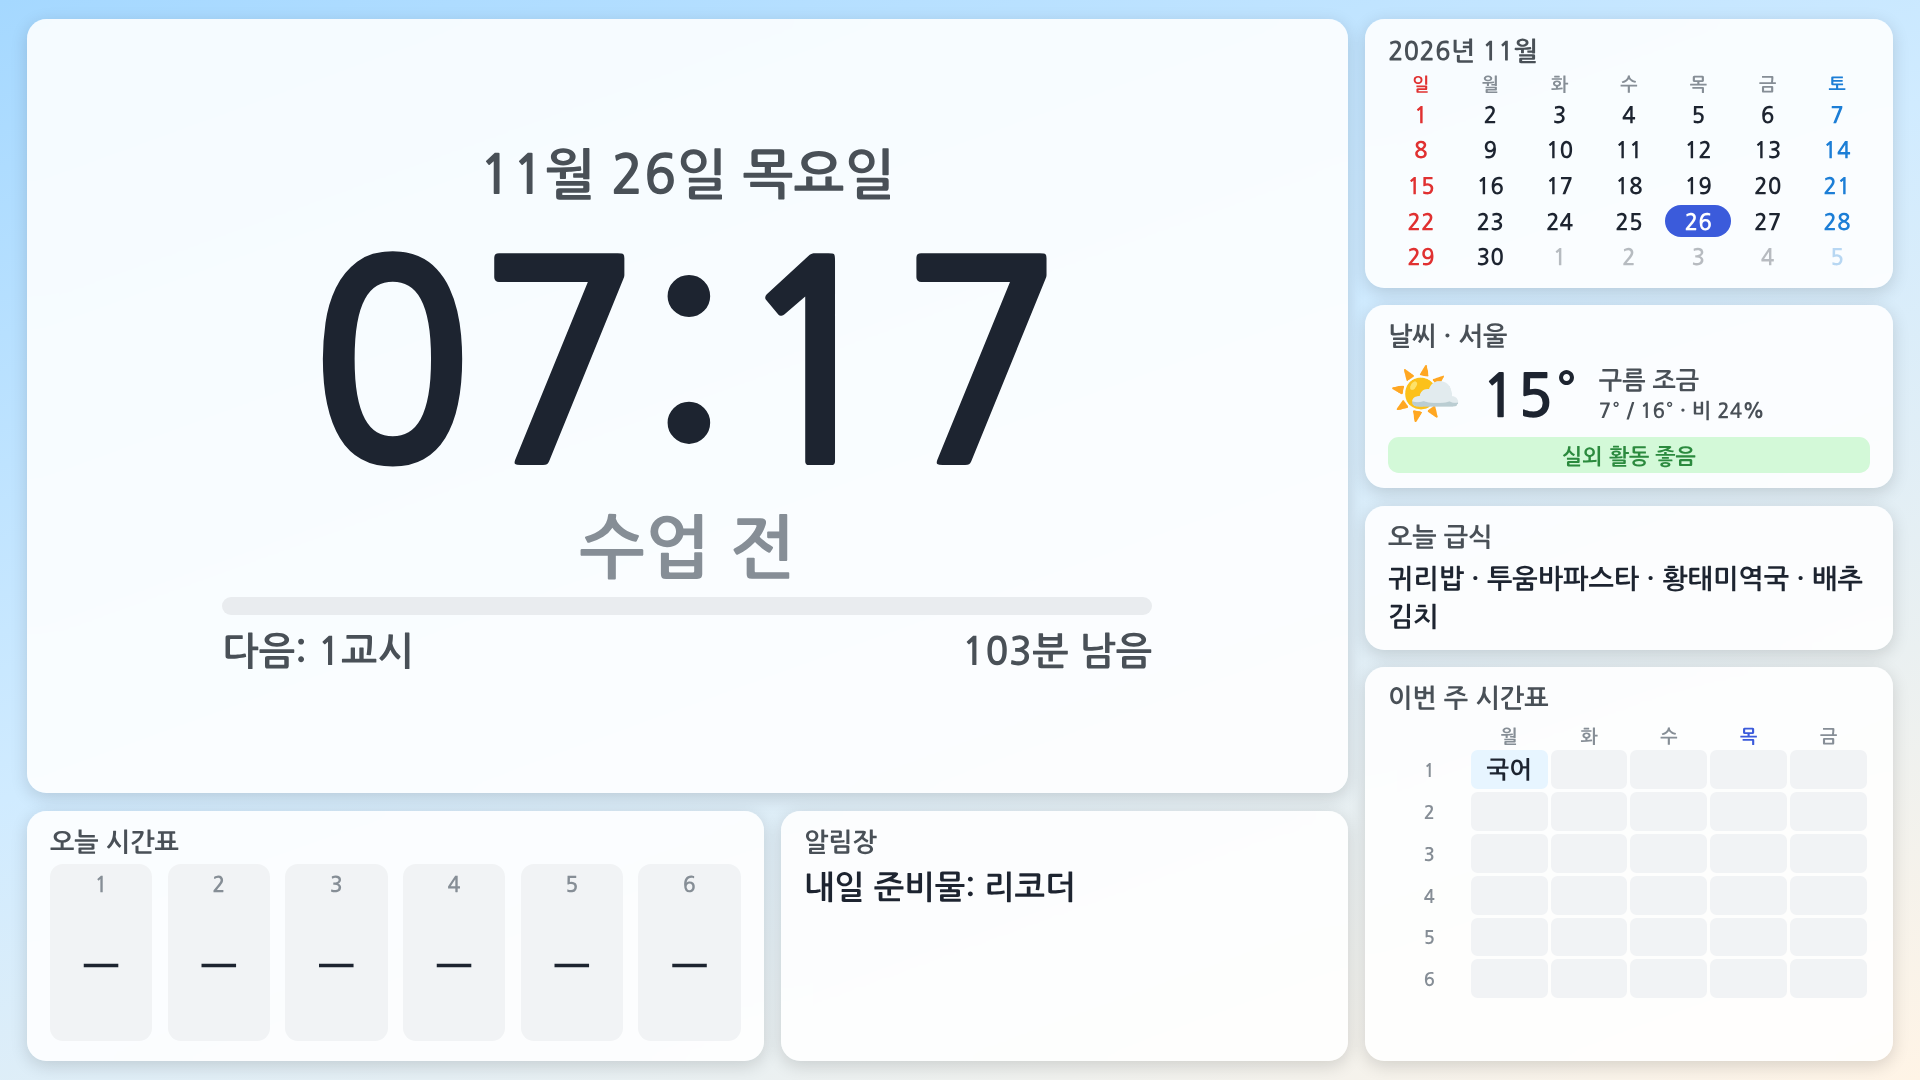 11월 26일 목요일
07:17
수업 전
다음: 1교시
103분 남음
오늘 시간표
1 2 3 4 5 6
— — — — — —
알림장
내일 준비물: 리코더
2026년 11월
일 월 화 수 목 금 토
1 2 3 4 5 6 7
8 9 10 11 12 13 14
15 16 17 18 19 20 21
22 23 24 25 26 27 28
29 30 1 2 3 4 5
날씨 · 서울
15°
구름 조금
7° / 16° · 비 24%
실외 활동 좋음
오늘 급식
귀리밥 · 투움바파스타 · 황태미역국 · 배추
김치
이번 주 시간표
월 화 수 목 금
1 국어
2
3
4
5
6